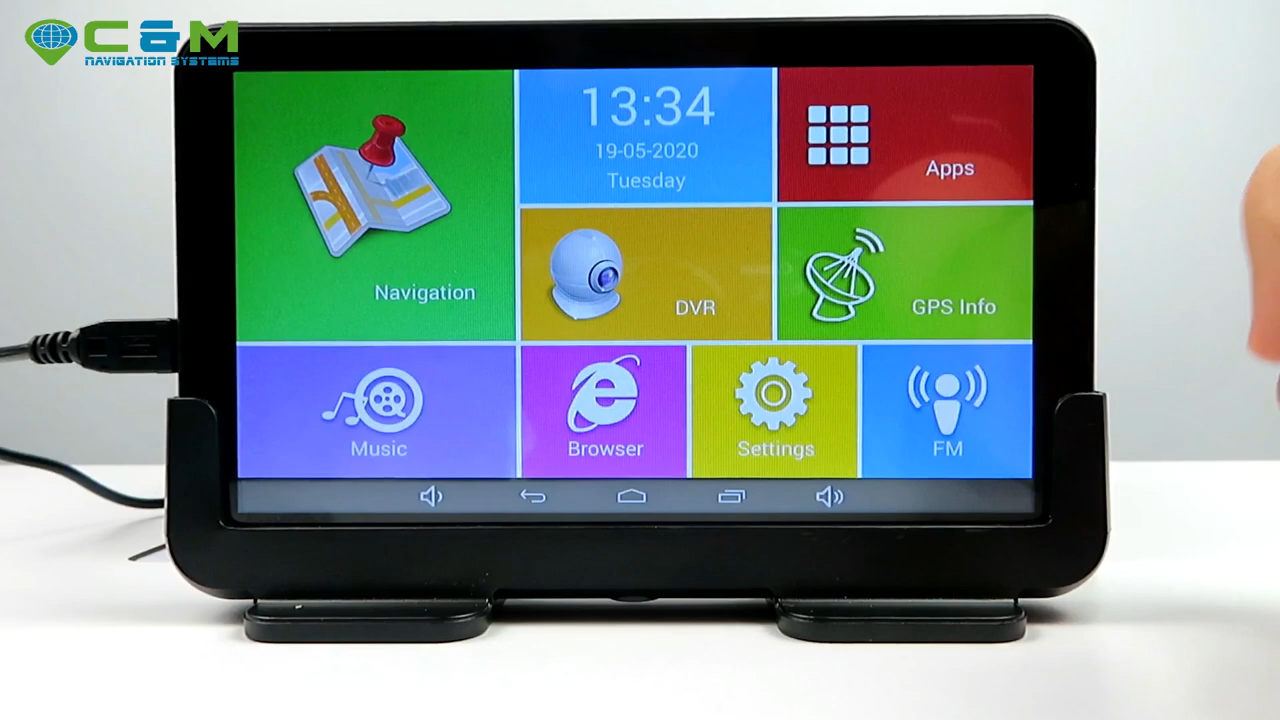 C & M
NAVIGATION SYSTEMS
13:34
19-05-2020
Tuesday
Apps
Navigation
DVR
GPS Info
Music
Browser
Settings
FM